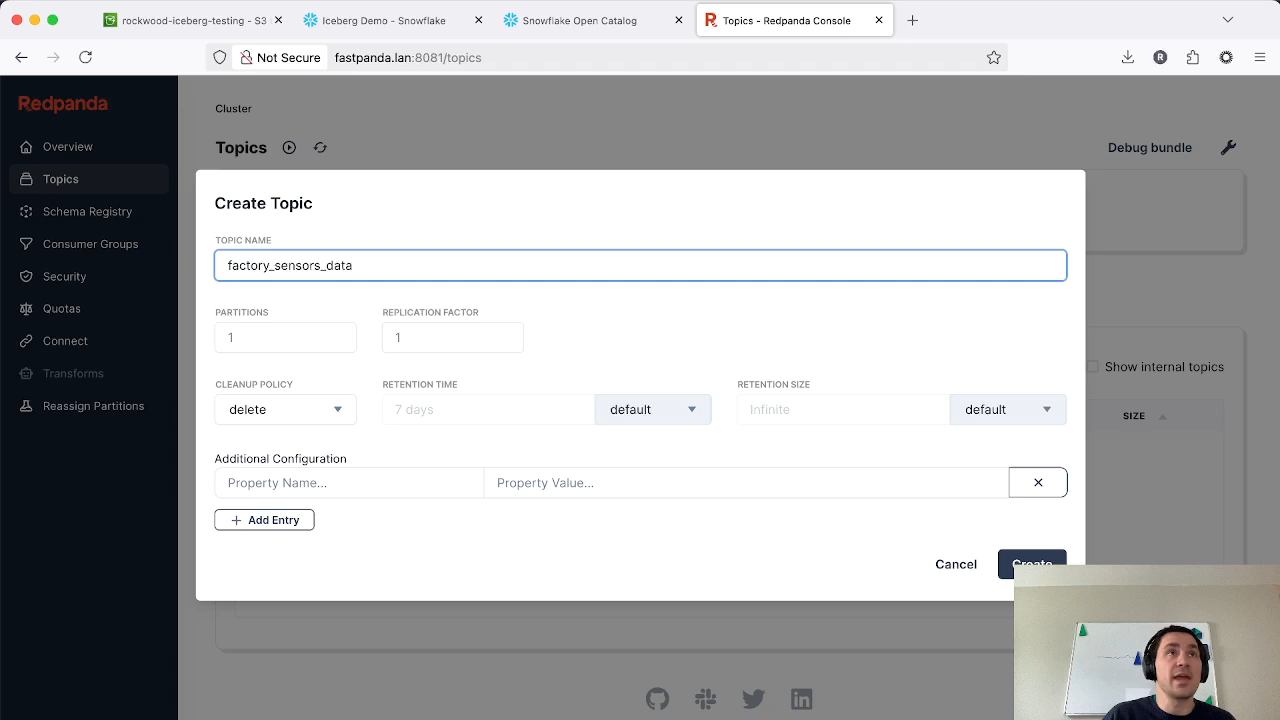 rockwood-iceberg-testing - S3
Iceberg Demo - Snowflake
Snowflake Open Catalog
Topics - Redpanda Console
Not Secure
fastpanda.lan:8081/topics
R
Redpanda
Overview
Topics
Schema Registry
Consumer Groups
Security
Quotas
Connect
Transforms
Reassign Partitions
Cluster
Topics
Debug bundle
Create Topic
TOPIC NAME
factory_sensors_data
PARTITIONS
REPLICATION FACTOR
1
1
CLEANUP POLICY
RETENTION TIME
RETENTION SIZE
delete
7 days
default
Infinite
default
Additional Configuration
Property Name...
Property Value...
Add Entry
Cancel
Create
Show internal topics
SIZE